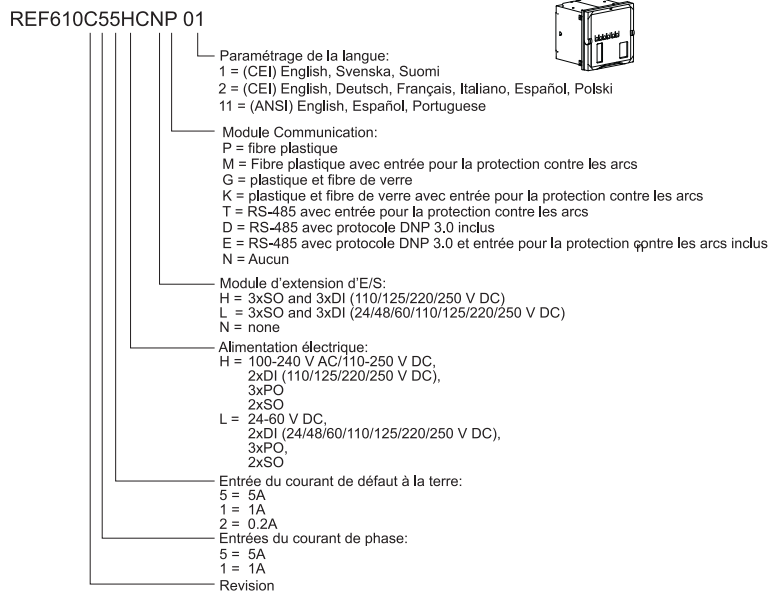 REF610C55HCNP 01
Paramétrage de la langue:
1 = (CEI) English, Svenska, Suomi
2 = (CEI) English, Deutsch, Français, Italiano, Español, Polski
11 = (ANSI) English, Español, Portuguese
Module Communication:
P = fibre plastique
M = Fibre plastique avec entrée pour la protection contre les arcs
G = plastique et fibre de verre
K = plastique et fibre de verre avec entrée pour la protection contre les arcs
T = RS-485 avec entrée pour la protection contre les arcs
D = RS-485 avec protocole DNP 3.0 inclus
E = RS-485 avec protocole DNP 3.0 et entrée pour la protection contre les arcs inclus
N = Aucun
Module d'extension d'E/S:
H = 3xSO and 3xDI (110/125/220/250 V DC)
L = 3xSO and 3xDI (24/48/60/110/125/220/250 V DC)
N = none
Alimentation électrique:
H = 100-240 V AC/110-250 V DC,
2xDI (110/125/220/250 V DC),
3xPO
2xSO
L = 24-60 V DC,
2xDI (24/48/60/110/125/220/250 V DC),
3xPO,
2xSO
Entrée du courant de défaut à la terre:
5 = 5A
1 = 1A
2 = 0.2A
Entrées du courant de phase:
5 = 5A
1 = 1A
Revision